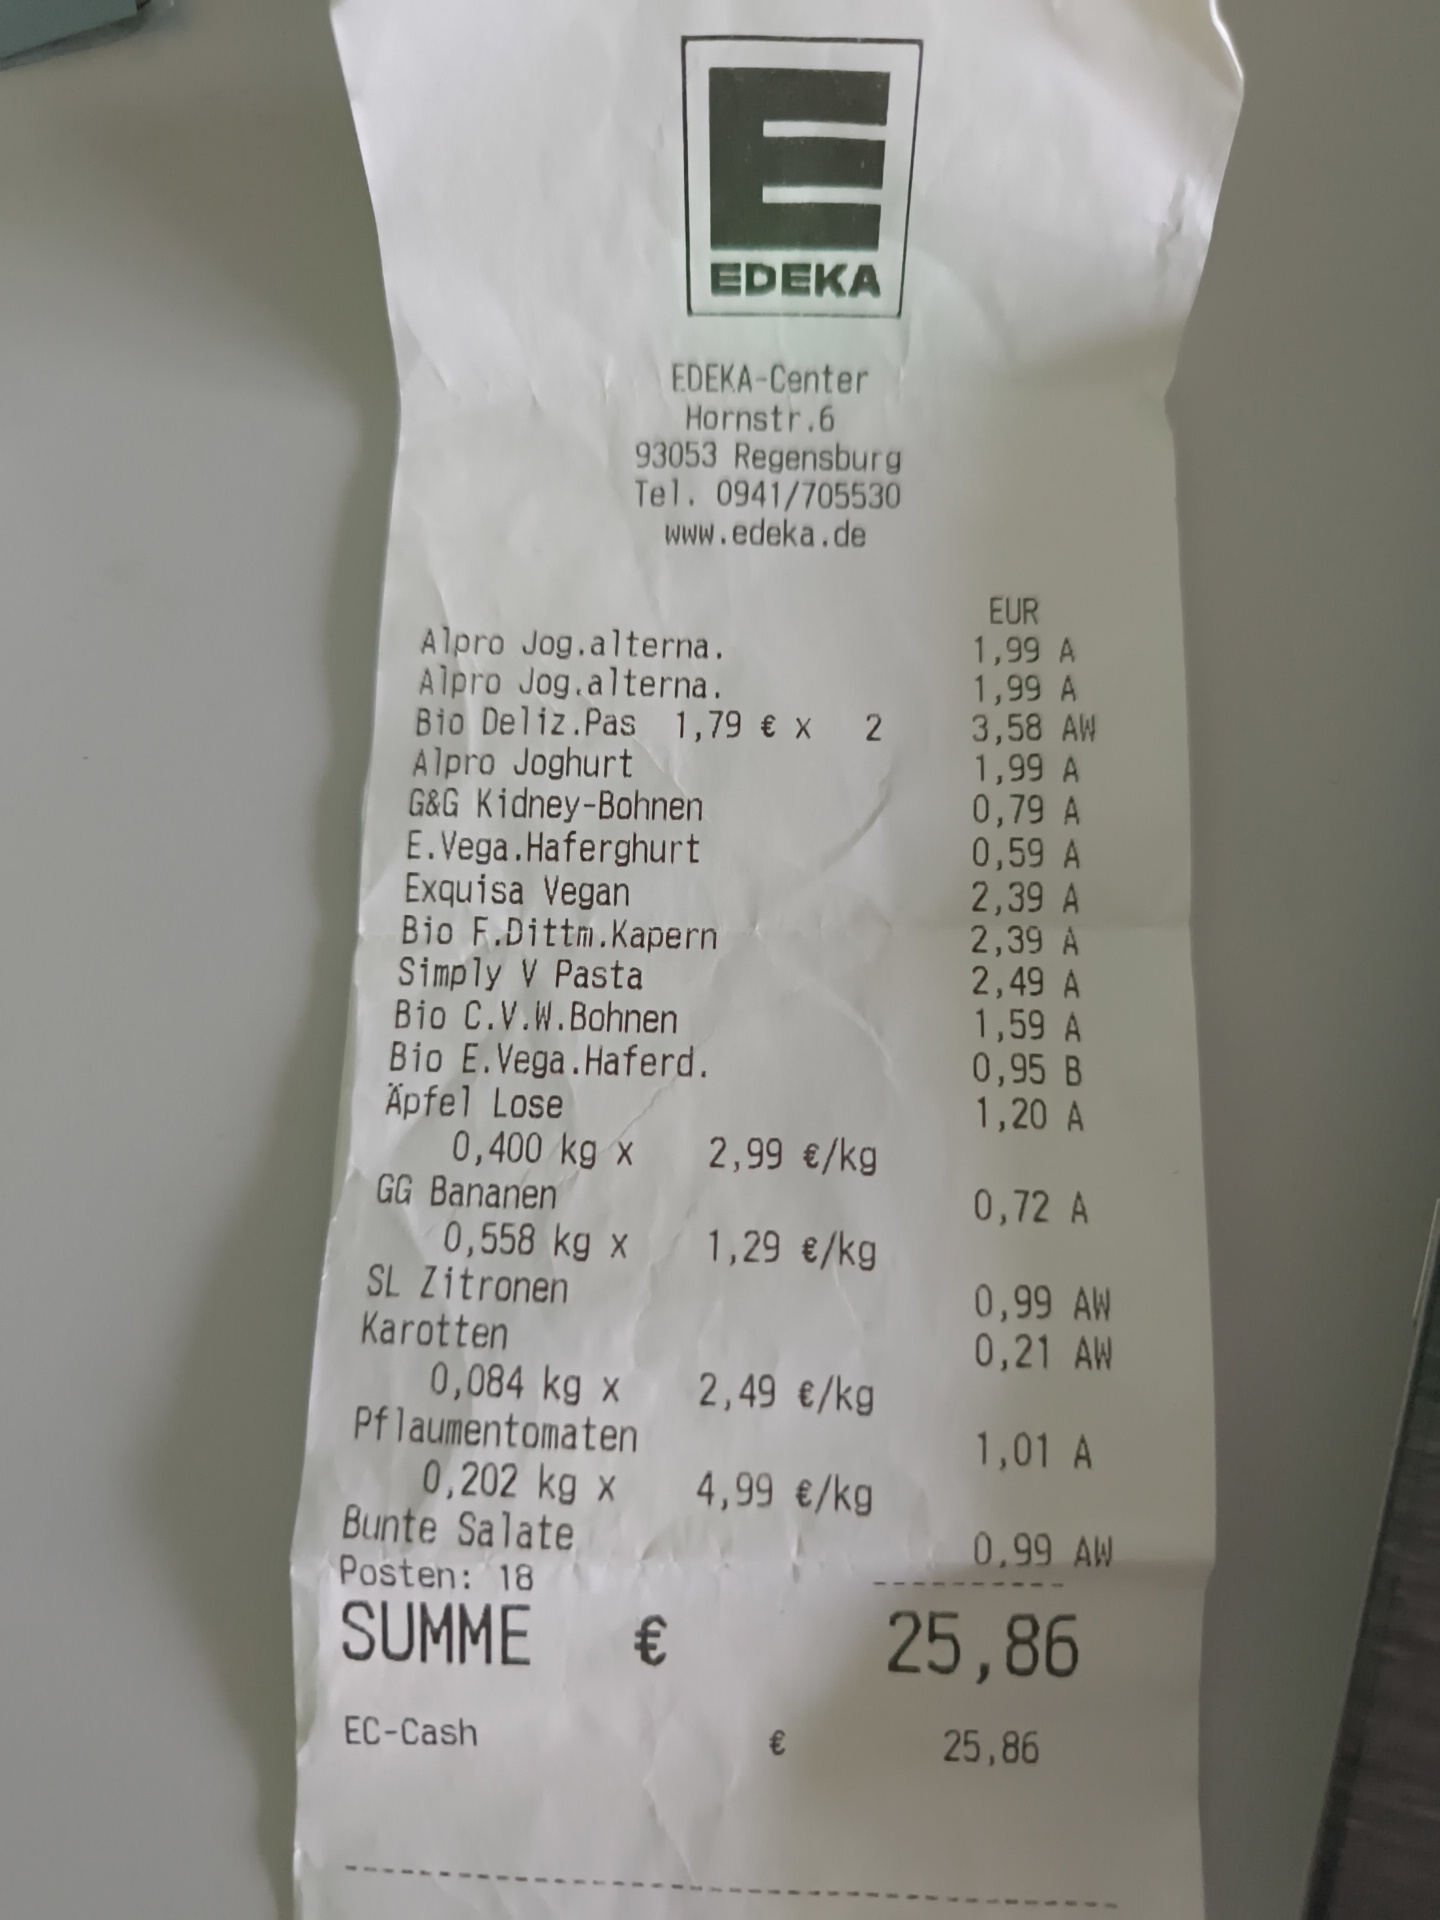 E
EDEKA
EDEKA-Center
Hornstr.6
93053 Regensburg
Tel. 0941/705530
www.edeka.de
EUR
Alpro Jog.alterna. 1,99 A
Alpro Jog.alterna. 1,99 A
Bio Deliz.Pas 1,79 € x 2 3,58 AW
Alpro Joghurt 1,99 A
G&G Kidney-Bohnen 0,79 A
E.Vega.Haferghurt 0,59 A
Exquisa Vegan 2,39 A
Bio F.Dittm.Kapern 2,39 A
Simply V Pasta 2,49 A
Bio C.V.W.Bohnen 1,59 A
Bio E.Vega.Haferd. 0,95 B
Äpfel Lose 1,20 A
0,400 kg x 2,99 €/kg
GG Bananen 0,72 A
0,558 kg x 1,29 €/kg
SL Zitronen 0,99 AW
Karotten 0,21 AW
0,084 kg x 2,49 €/kg
Pflaumentomaten 1,01 A
0,202 kg x 4,99 €/kg
Bunte Salate 0,99 AW
Posten: 18
SUMME € 25,86
EC-Cash € 25,86